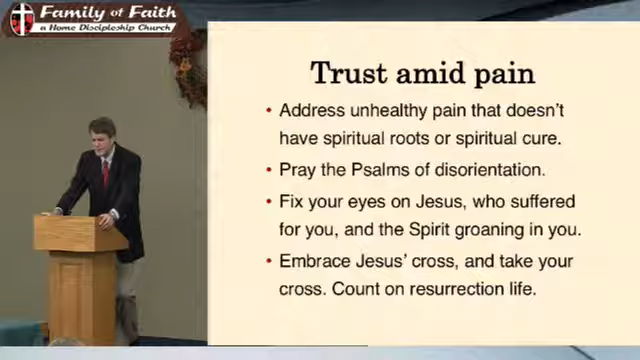 Family of Faith
a Home Discipleship Church
Trust amid pain
• Address unhealthy pain that doesn't
have spiritual roots or spiritual cure.
• Pray the Psalms of disorientation.
• Fix your eyes on Jesus, who suffered
for you, and the Spirit groaning in you.
• Embrace Jesus' cross, and take your
cross. Count on resurrection life.